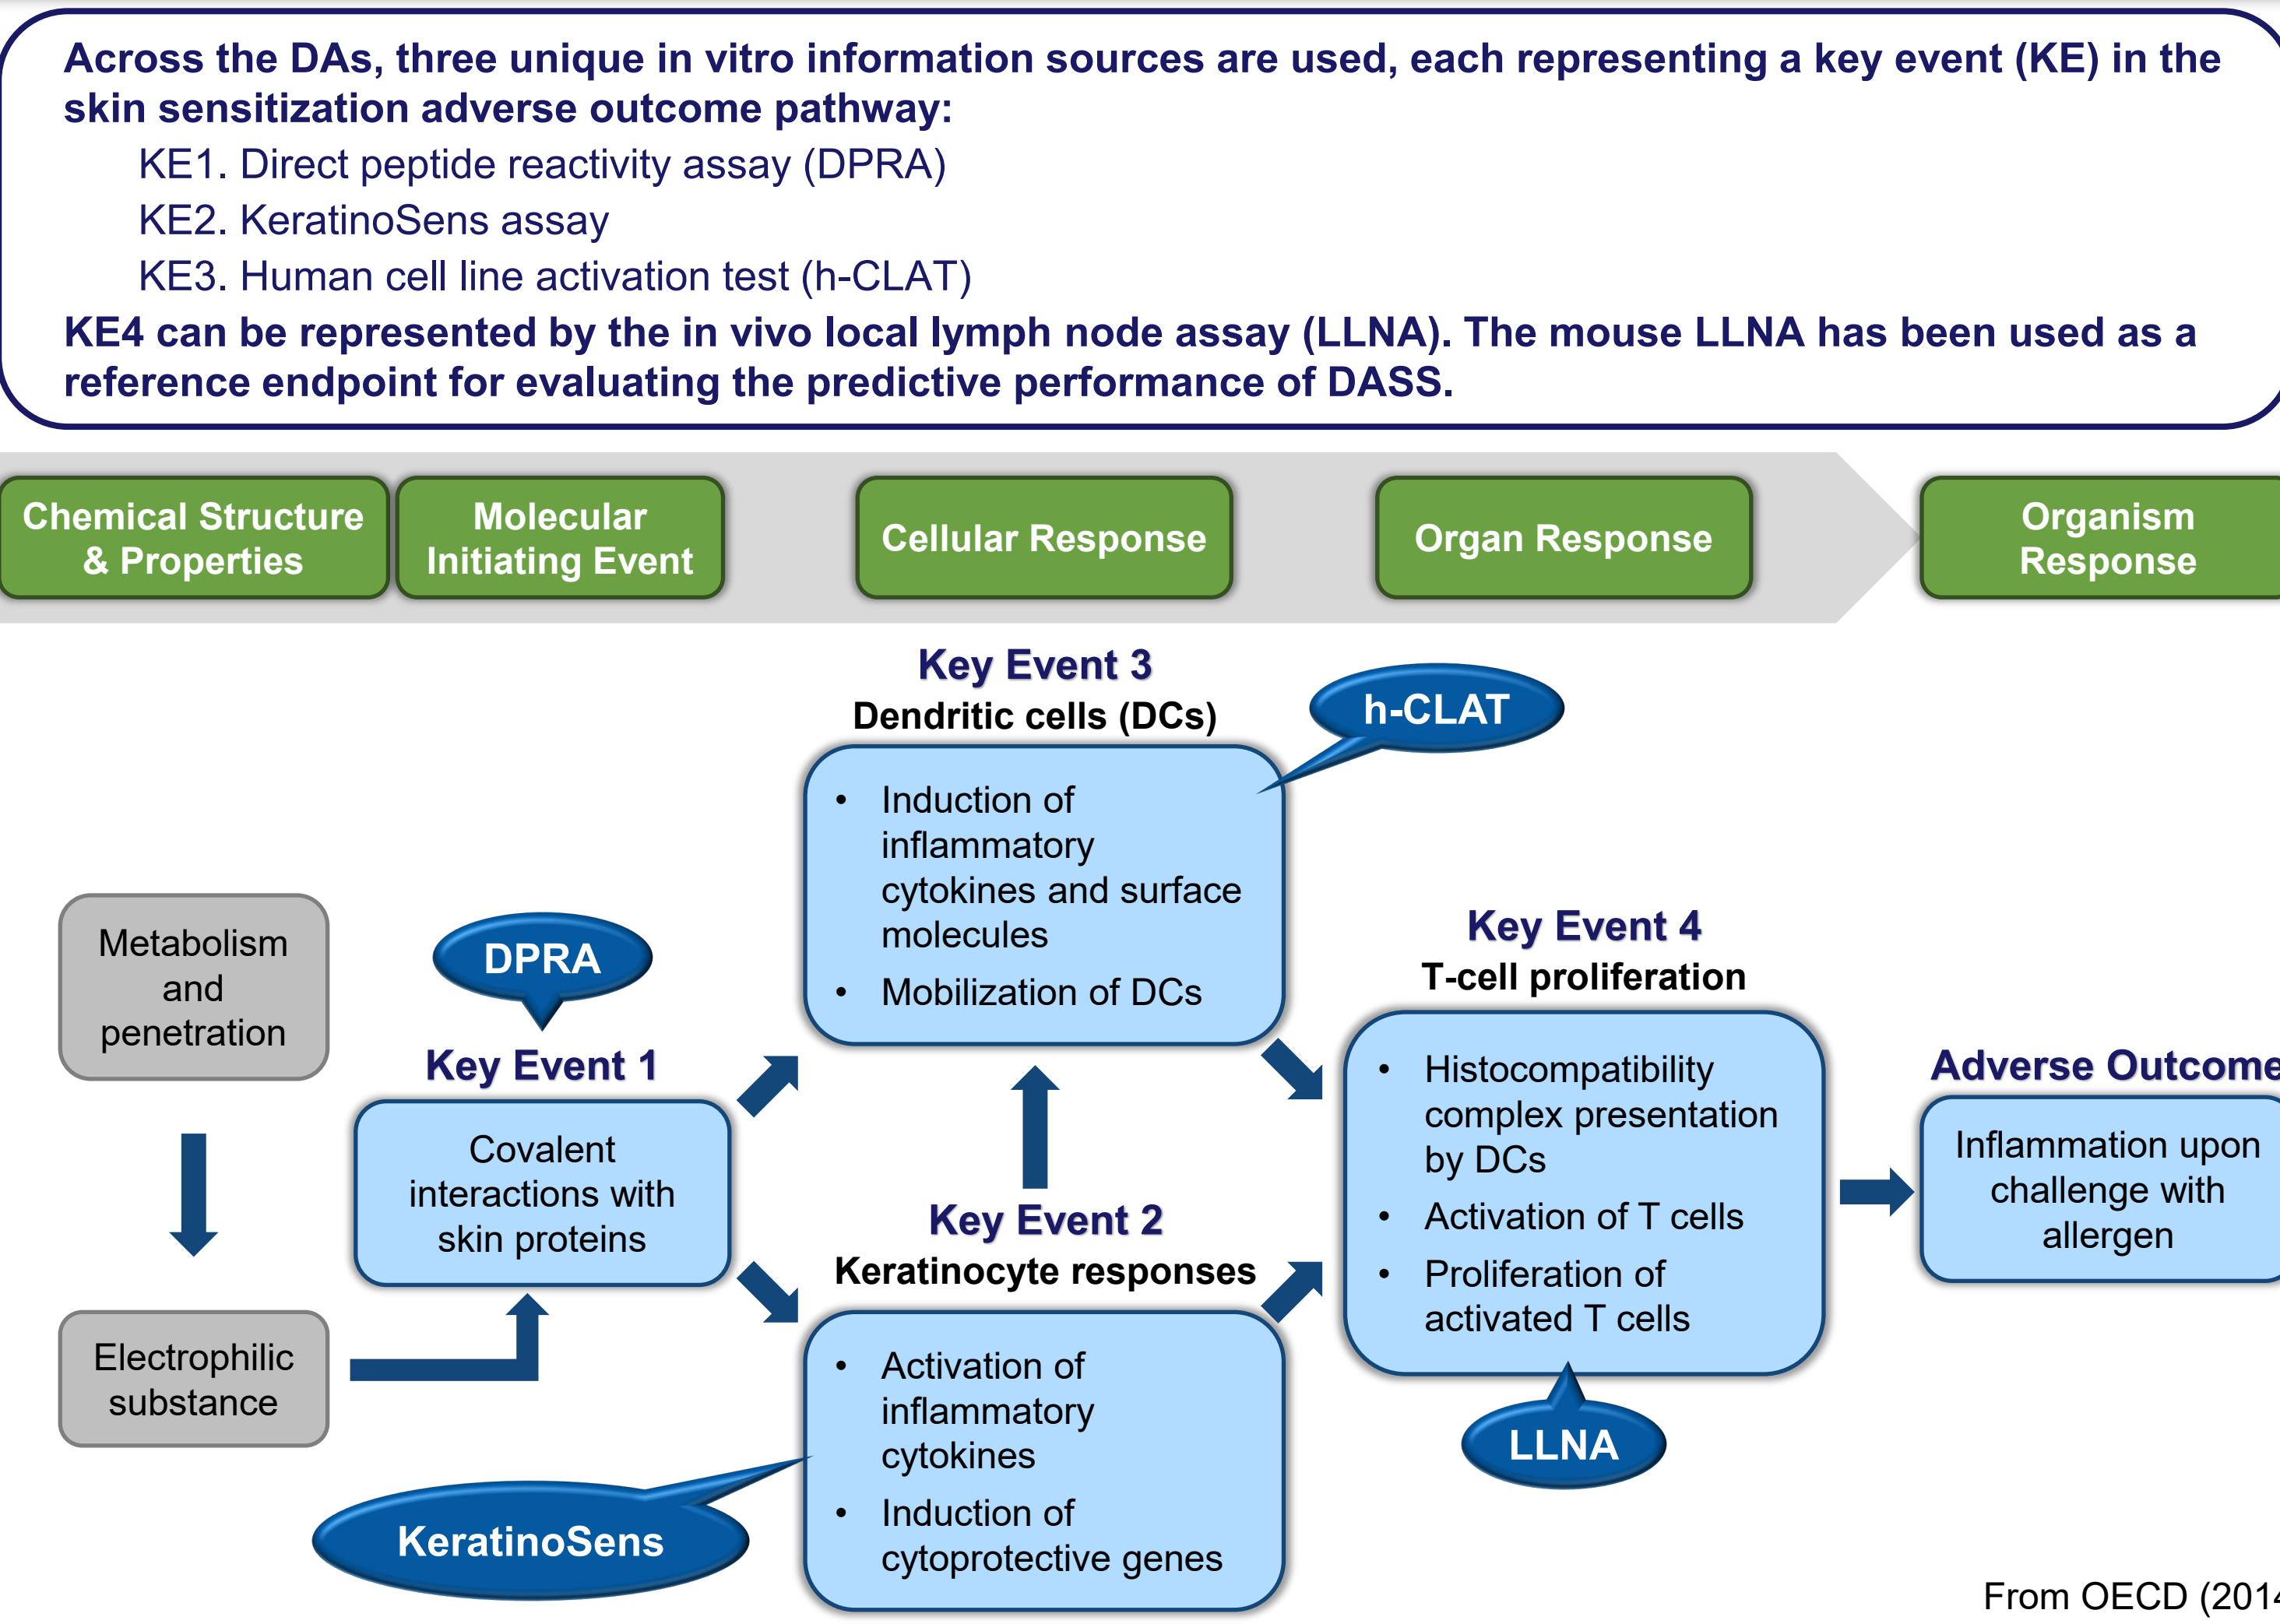 Across the DAs, three unique in vitro information sources are used, each representing a key event (KE) in the
skin sensitization adverse outcome pathway:
KE1. Direct peptide reactivity assay (DPRA)
KE2. KeratinoSens assay
KE3. Human cell line activation test (h-CLAT)
KE4 can be represented by the in vivo local lymph node assay (LLNA). The mouse LLNA has been used as a
reference endpoint for evaluating the predictive performance of DASS.
Chemical Structure
& Properties
Molecular
Initiating Event
Cellular Response
Organ Response
Organism
Response
Metabolism
and
penetration
Electrophilic
substance
DPRA
Key Event 1
Covalent
interactions with
skin proteins
Key Event 3
Dendritic cells (DCs)
h-CLAT
• Induction of
inflammatory
cytokines and surface
molecules
• Mobilization of DCs
Key Event 2
Keratinocyte responses
• Activation of
inflammatory
cytokines
• Induction of
cytoprotective genes
KeratinoSens
Key Event 4
T-cell proliferation
• Histocompatibility
complex presentation
by DCs
• Activation of T cells
• Proliferation of
activated T cells
LLNA
Adverse Outcome
Inflammation upon
challenge with
allergen
From OECD (2014